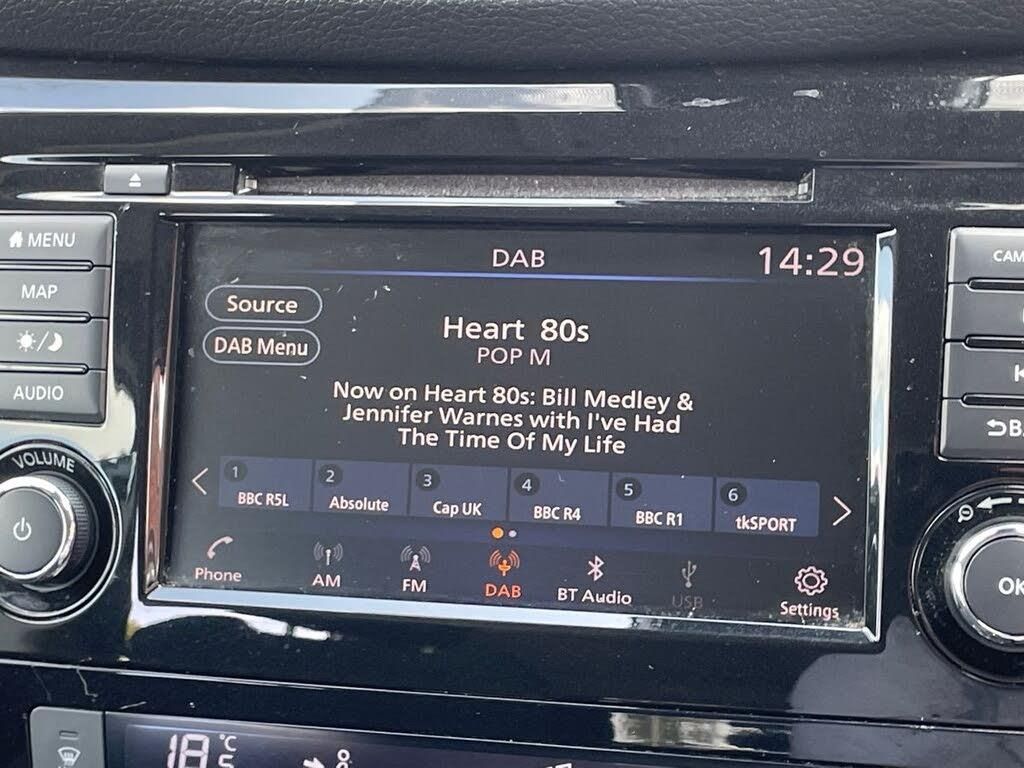 MENU
MAP
AUDIO
VOLUME
DAB
14:29
Source
DAB Menu
Heart 80s
POP M
Now on Heart 80s: Bill Medley &
Jennifer Warnes with I've Had
The Time Of My Life
1 BBC R5L
2 Absolute
3 Cap UK
4 BBC R4
5 BBC R1
6 tkSPORT
Phone
AM
FM
DAB
BT Audio
USB
Settings
CAM
OK
18 °C